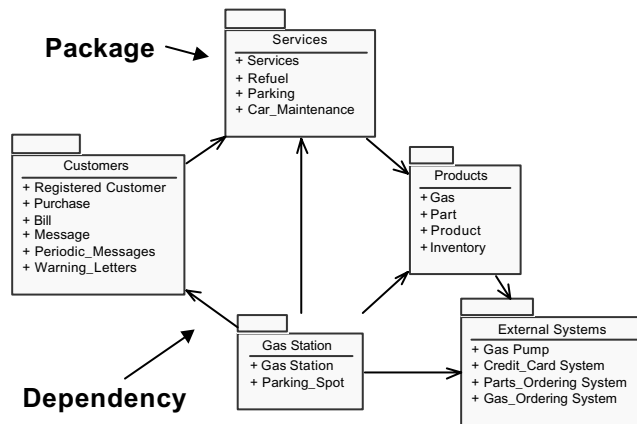 Package
Services
+ Services
+ Refuel
+ Parking
+ Car_Maintenance
Customers
+ Registered Customer
+ Purchase
+ Bill
+ Message
+ Periodic_Messages
+ Warning_Letters
Products
+ Gas
+ Part
+ Product
+ Inventory
Gas Station
+ Gas Station
+ Parking_Spot
External Systems
+ Gas Pump
+ Credit_Card System
+ Parts_Ordering System
+ Gas_Ordering System
Dependency